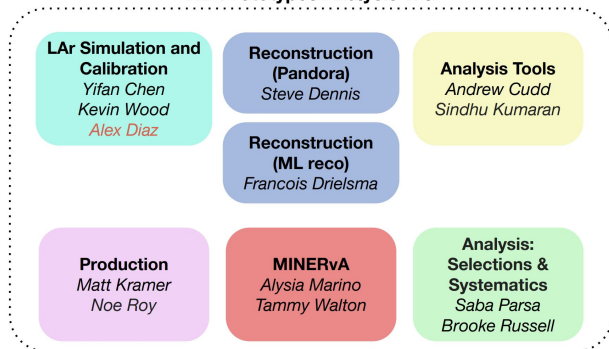 LAr Simulation and
Calibration
Yifan Chen
Kevin Wood
Alex Diaz
Reconstruction
(Pandora)
Steve Dennis
Reconstruction
(ML reco)
Francois Drielsma
Analysis Tools
Andrew Cudd
Sindhu Kumaran
Production
Matt Kramer
Noe Roy
MINERvA
Alysia Marino
Tammy Walton
Analysis:
Selections &
Systematics
Saba Parsa
Brooke Russell